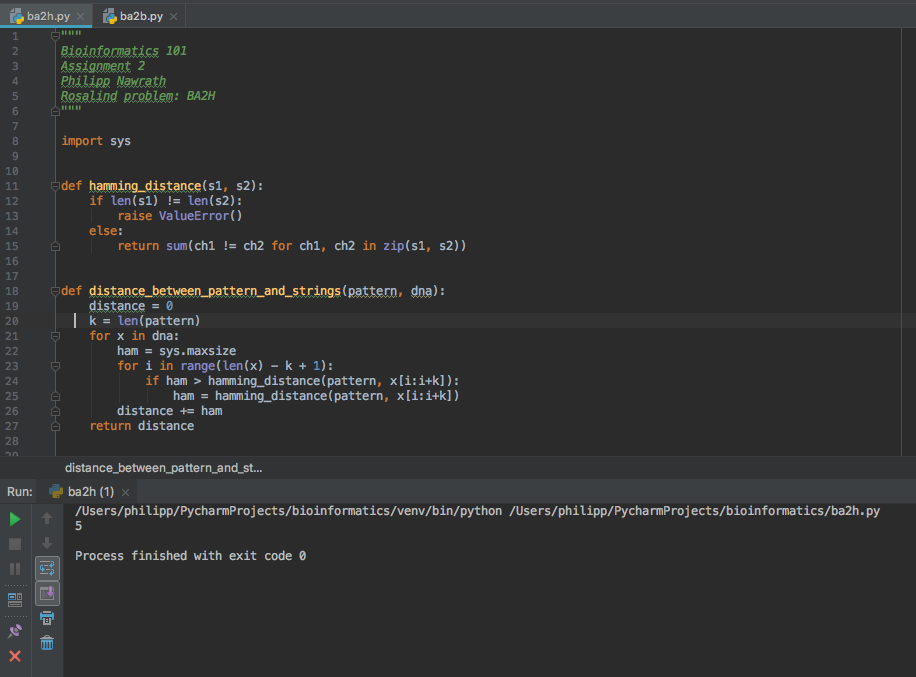 ba2h.py
ba2b.py
1 """
2 Bioinformatics 101
3 Assignment 2
4 Philipp Nawrath
5 Rosalind problem: BA2H
6 """
7
8 import sys
9
10
11 def hamming_distance(s1, s2):
12     if len(s1) != len(s2):
13         raise ValueError()
14     else:
15         return sum(ch1 != ch2 for ch1, ch2 in zip(s1, s2))
16
17
18 def distance_between_pattern_and_strings(pattern, dna):
19     distance = 0
20     k = len(pattern)
21     for x in dna:
22         ham = sys.maxsize
23         for i in range(len(x) - k + 1):
24             if ham > hamming_distance(pattern, x[i:i+k]):
25                 ham = hamming_distance(pattern, x[i:i+k])
26         distance += ham
27     return distance
28
29
distance_between_pattern_and_st...
Run: ba2h (1)
/Users/philipp/PycharmProjects/bioinformatics/venv/bin/python /Users/philipp/PycharmProjects/bioinformatics/ba2h.py
5
Process finished with exit code 0